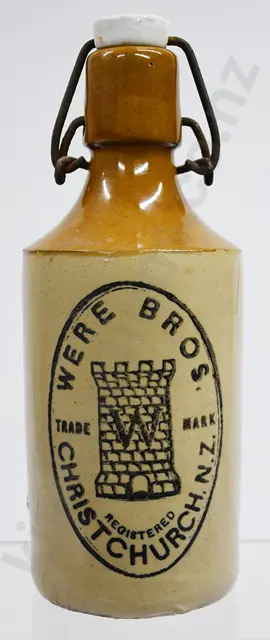 WERE BROS.
TRADE MARK
W
REGISTERED
CHRISTCHURCH. N.Z.